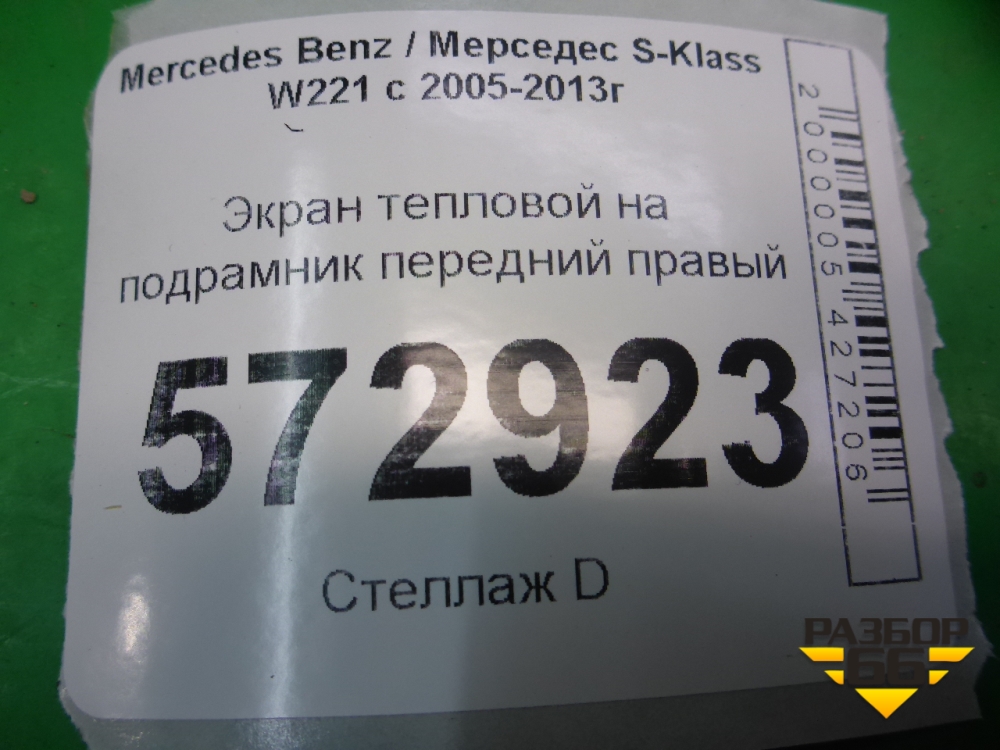 Mercedes Benz / Мерседес S-Klass
W221 с 2005-2013г
Экран тепловой на
подрамник передний правый
572923
Стеллаж D
2000005427206
РАЗБОР
66